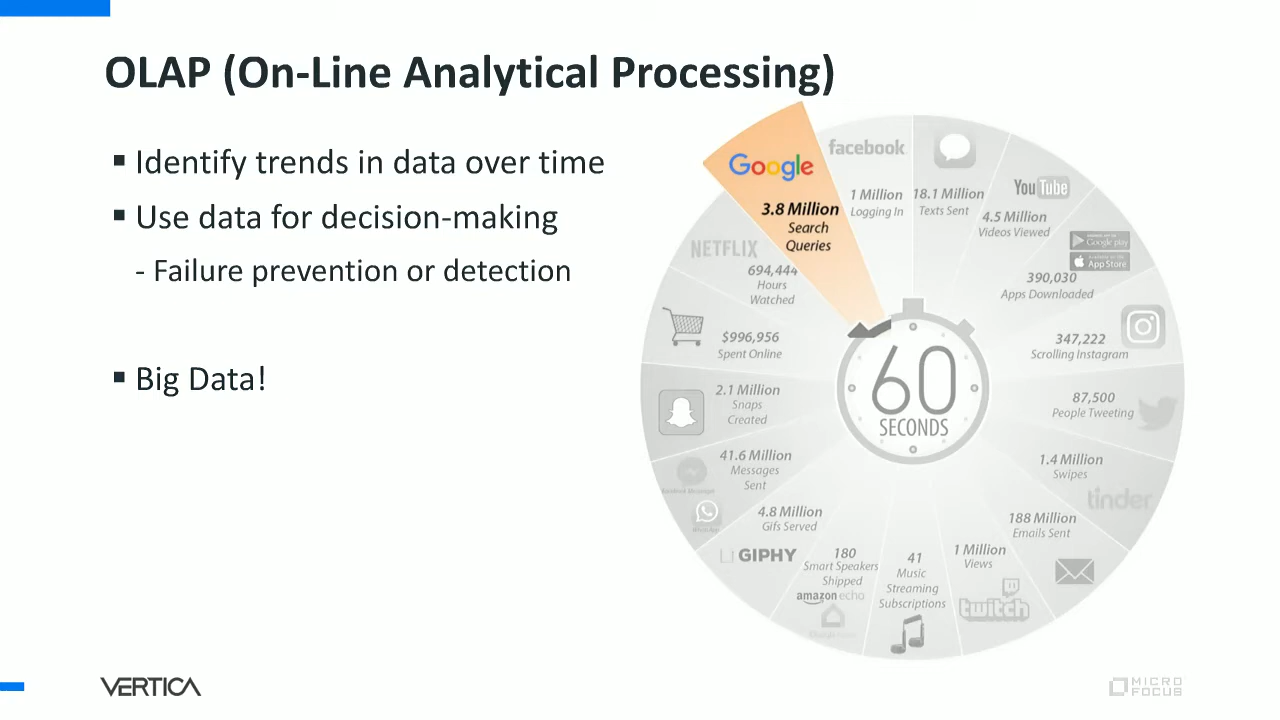 OLAP (On-Line Analytical Processing)
▪ Identify trends in data over time
▪ Use data for decision-making
- Failure prevention or detection
▪ Big Data!
Google
3.8 Million
Search
Queries
facebook
1 Million
Logging In
18.1 Million
Texts Sent
YouTube
4.5 Million
Videos Viewed
Google play
App Store
390,030
Apps Downloaded
347,222
Scrolling Instagram
87,500
People Tweeting
1.4 Million
Swipes
tinder
188 Million
Emails Sent
1 Million
Views
twitch
41
Music
Streaming
Subscriptions
180
Smart Speakers
Shipped
amazon echo
4.8 Million
Gifs Served
GIPHY
41.6 Million
Messages
Sent
2.1 Million
Snaps
Created
$996,956
Spent Online
NETFLIX
694,444
Hours
Watched
60
SECONDS
VERTICA
MICRO
FOCUS